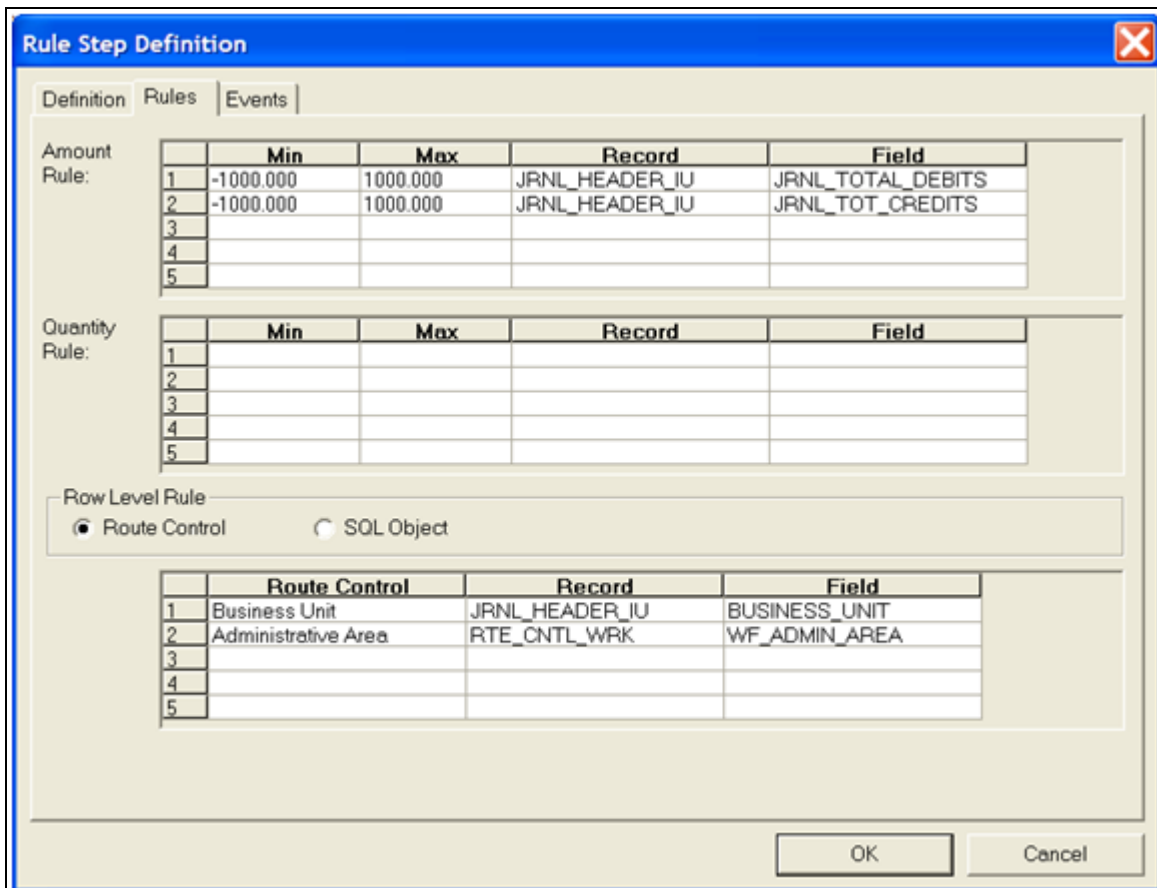 Rule Step Definition
Definition Rules Events
Amount Rule:
Min Max Record Field
1 -1000.000 1000.000 JRNL_HEADER_IU JRNL_TOTAL_DEBITS
2 -1000.000 1000.000 JRNL_HEADER_IU JRNL_TOT_CREDITS
3
4
5
Quantity Rule:
Min Max Record Field
1
2
3
4
5
Row Level Rule
Route Control SQL Object
Route Control Record Field
1 Business Unit JRNL_HEADER_IU BUSINESS_UNIT
2 Administrative Area RTE_CNTL_WRK WF_ADMIN_AREA
3
4
5
OK Cancel